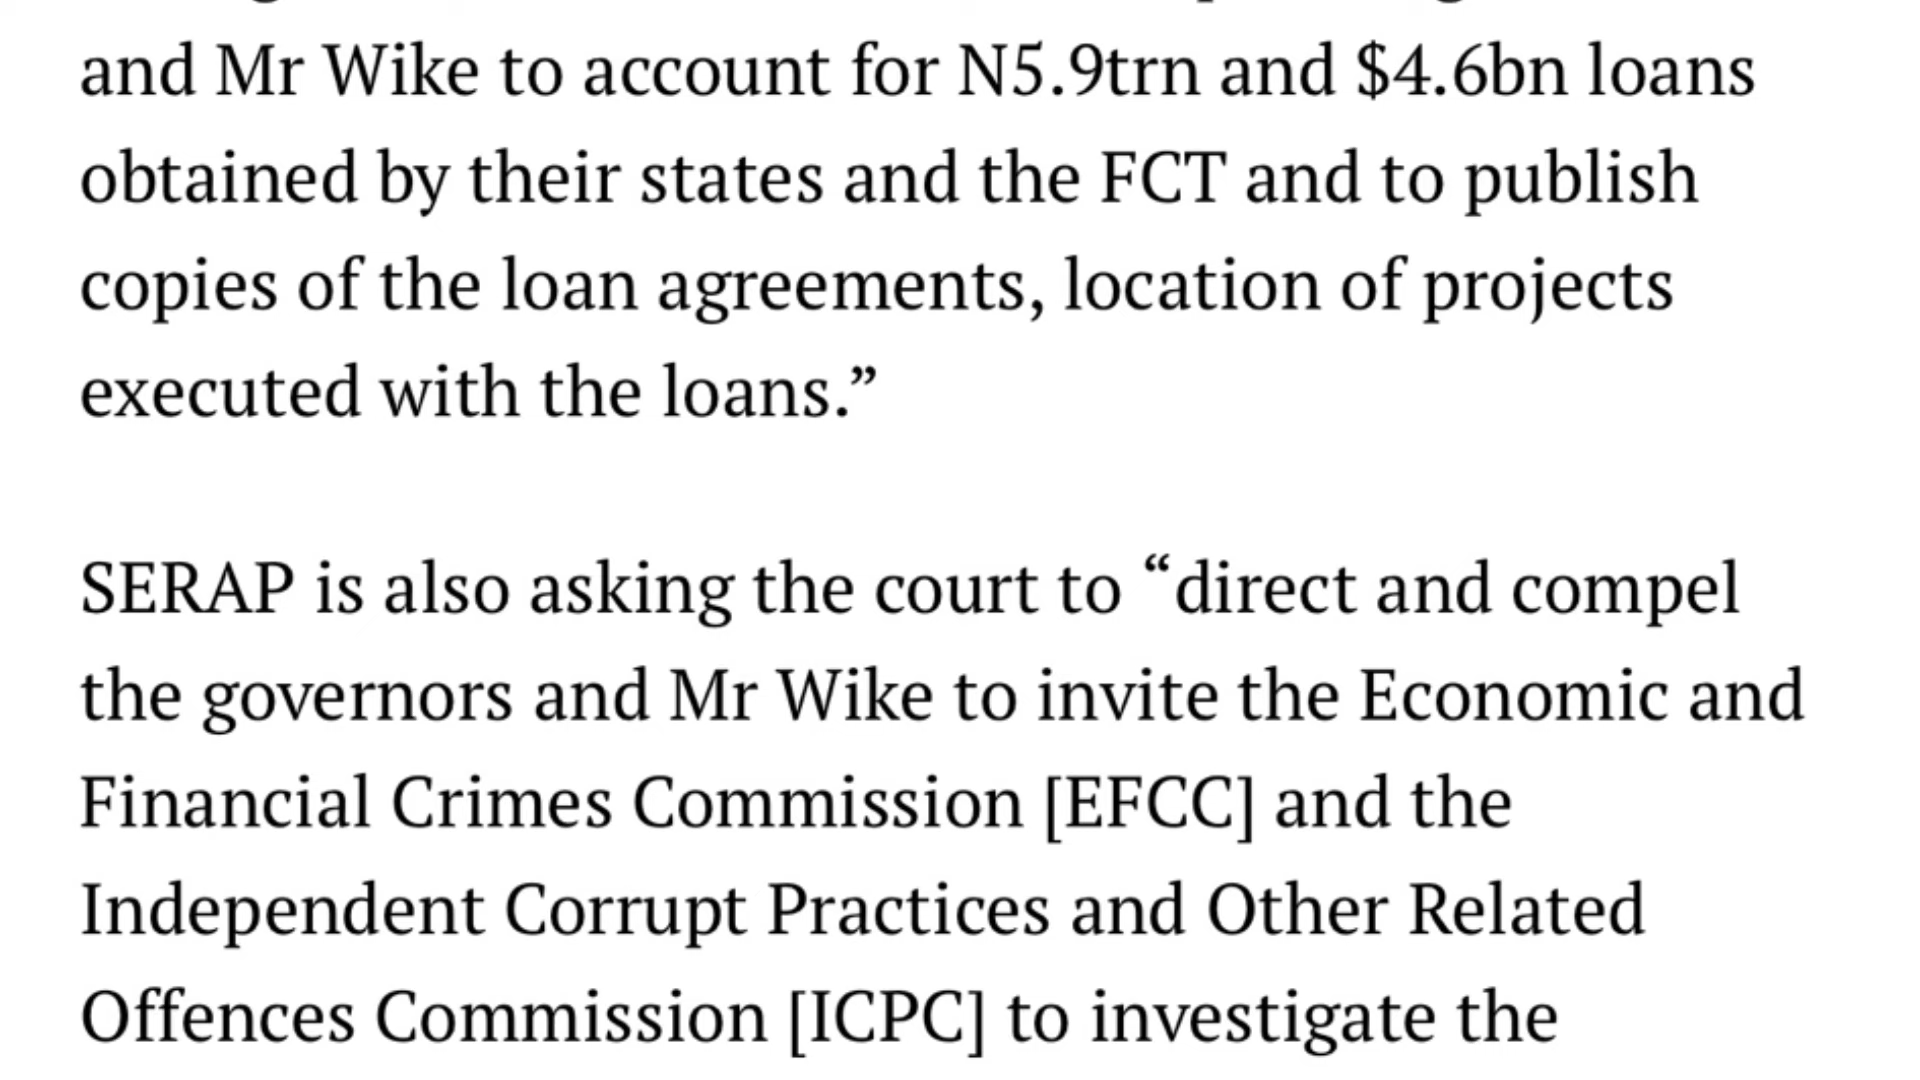 and Mr Wike to account for N5.9trn and $4.6bn loans
obtained by their states and the FCT and to publish
copies of the loan agreements, location of projects
executed with the loans.”
SERAP is also asking the court to “direct and compel
the governors and Mr Wike to invite the Economic and
Financial Crimes Commission [EFCC] and the
Independent Corrupt Practices and Other Related
Offences Commission [ICPC] to investigate the